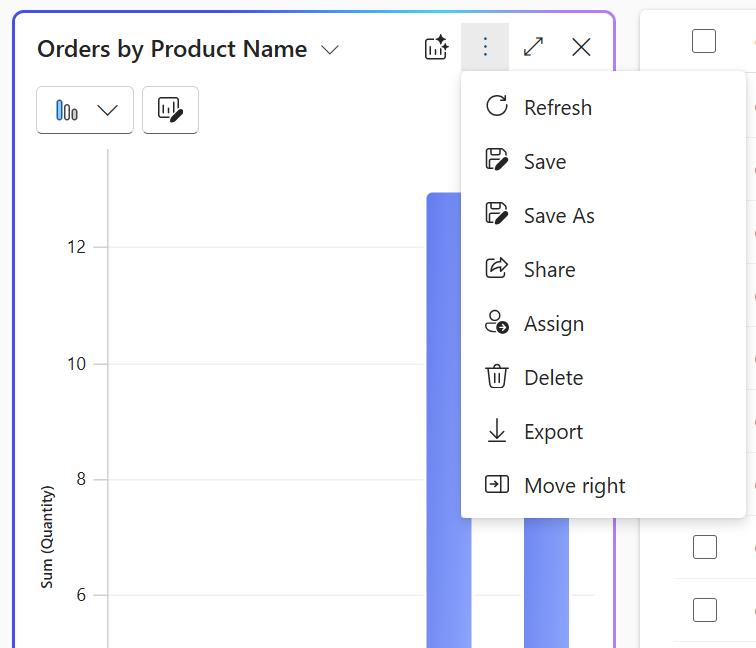 Orders by Product Name
Refresh
Save
Save As
Share
Assign
Delete
Export
Move right
12
10
8
6
Sum (Quantity)